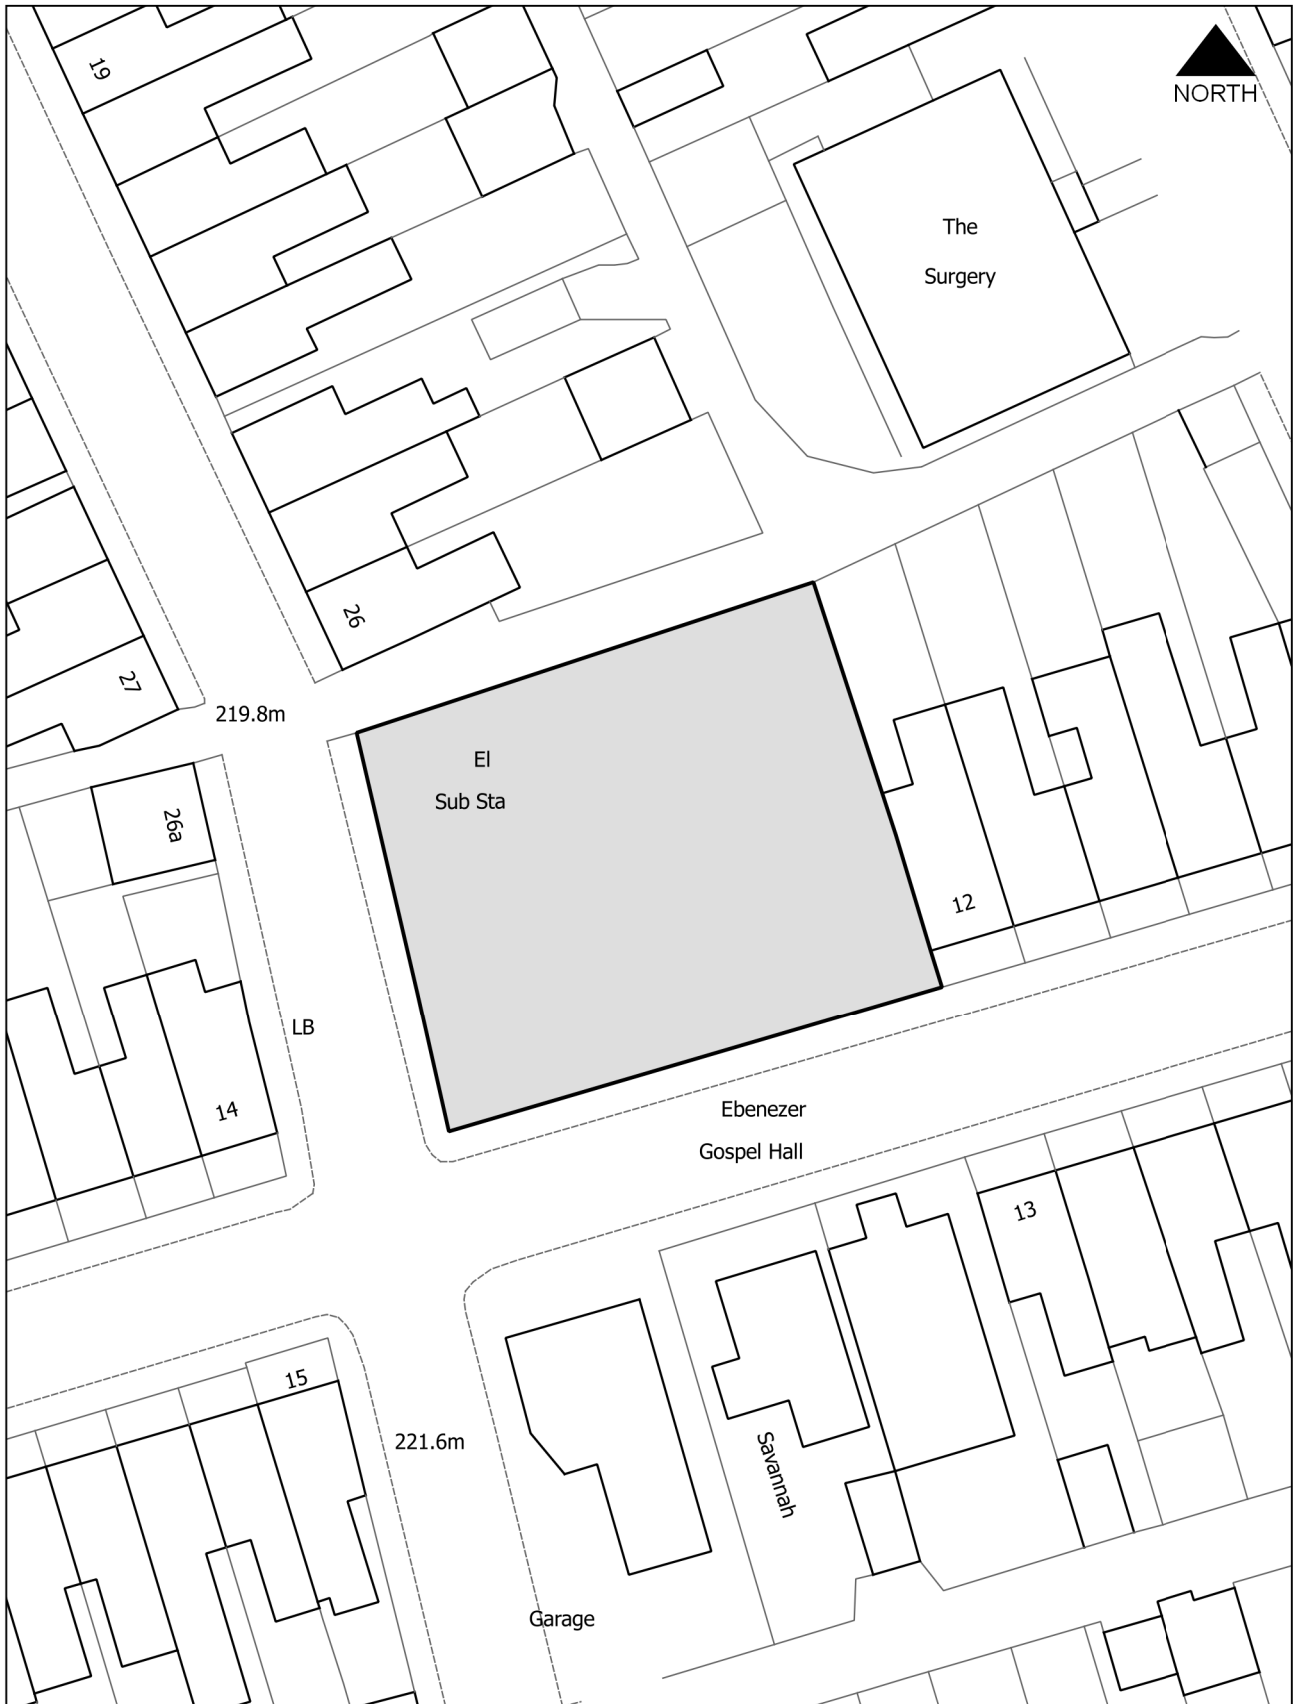 19
NORTH
The
Surgery
26
27
219.8m
El
Sub Sta
26a
12
LB
14
Ebenezer
Gospel Hall
13
15
221.6m
Savannah
Garage